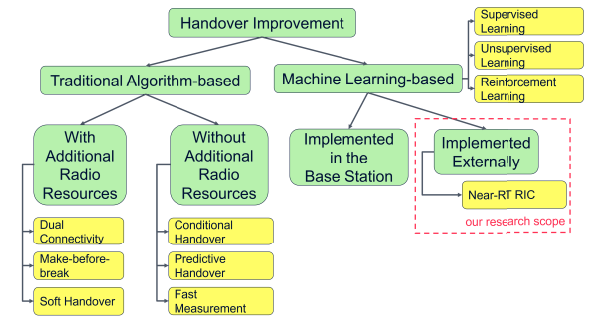 Handover Improvement
Supervised
Learning
Unsupervised
Learning
Reinforcement
Learning
Traditional Algorithm-based
Machine Learning-based
With
Additional
Radio
Resources
Without
Additional
Radio
Resources
Implemented
in the
Base Station
Implemented
Externally
Near-RT RIC
our research scope
Dual
Connectivity
Make-before-
break
Soft Handover
Conditional
Handover
Predictive
Handover
Fast
Measurement